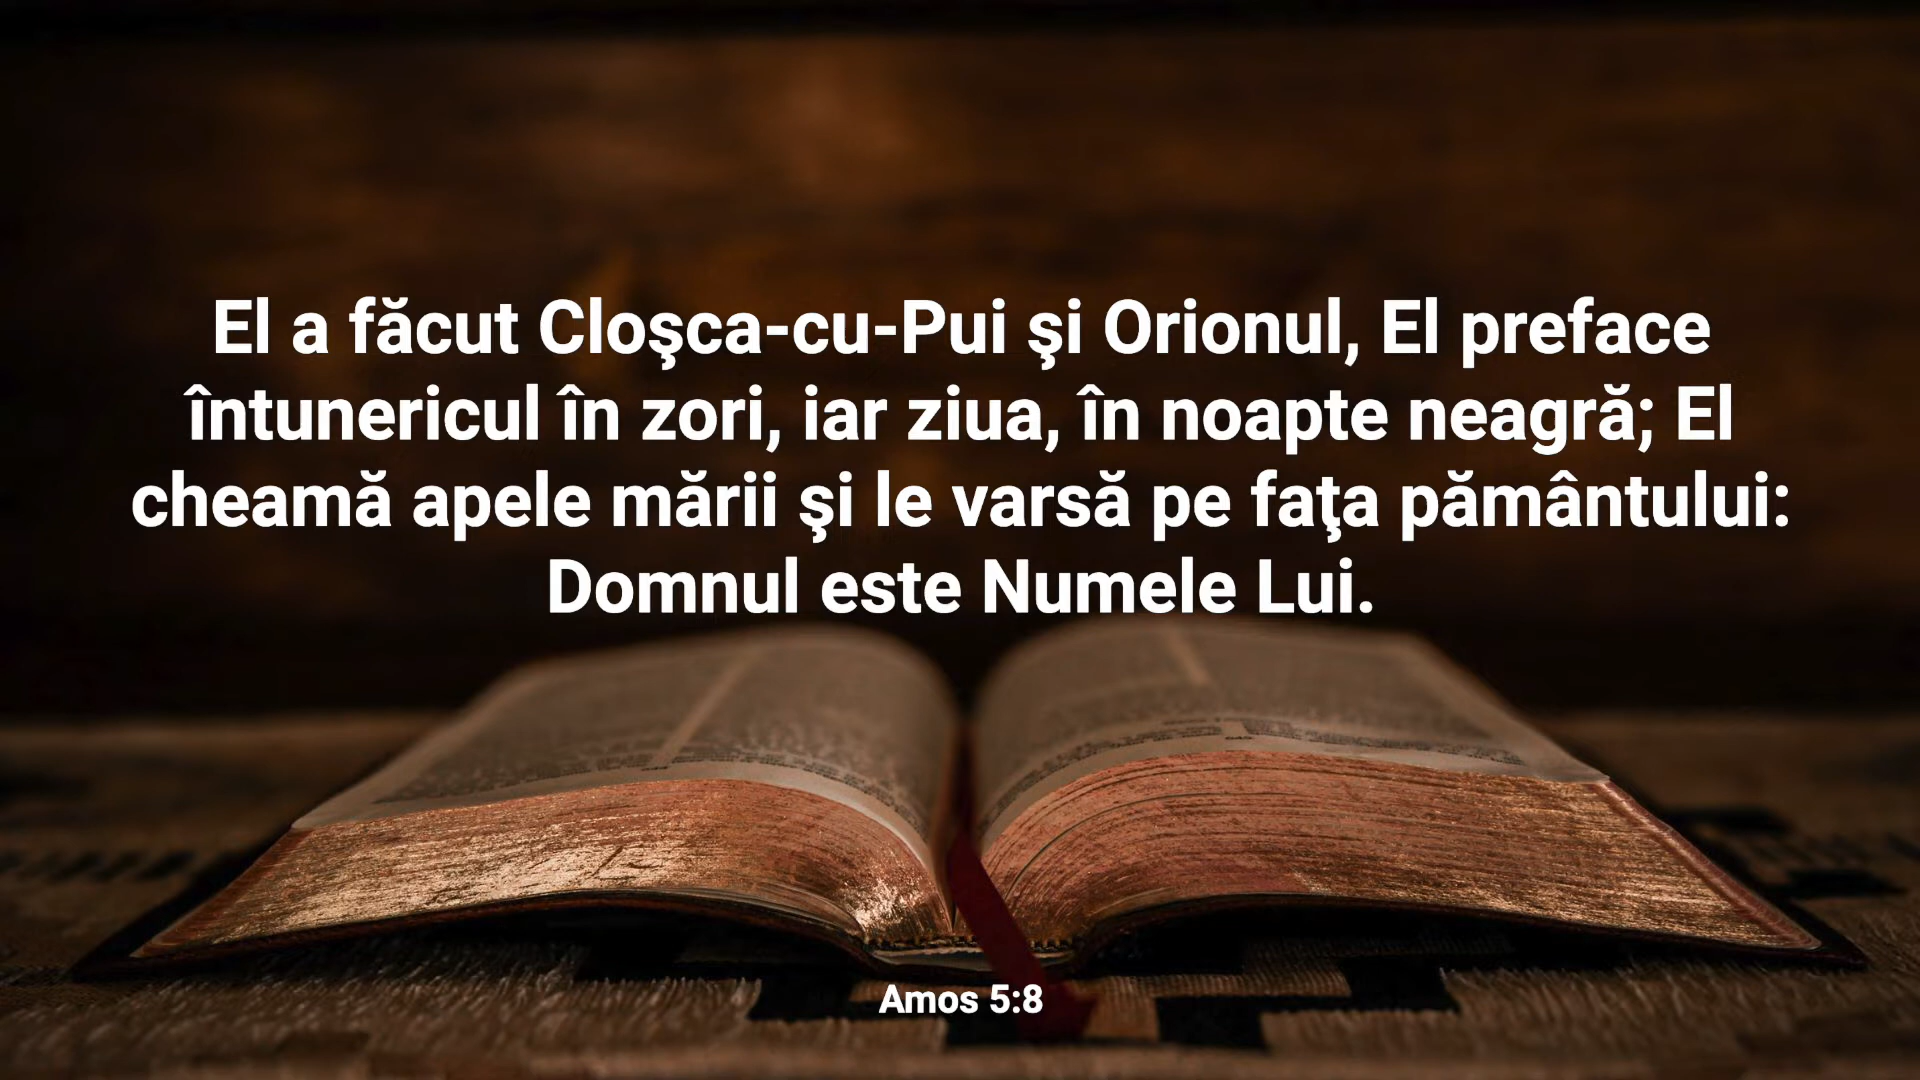 El a făcut Cloşca-cu-Pui şi Orionul, El preface
întunericul în zori, iar ziua, în noapte neagră; El
cheamă apele mării şi le varsă pe faţa pământului:
Domnul este Numele Lui.
Amos 5:8